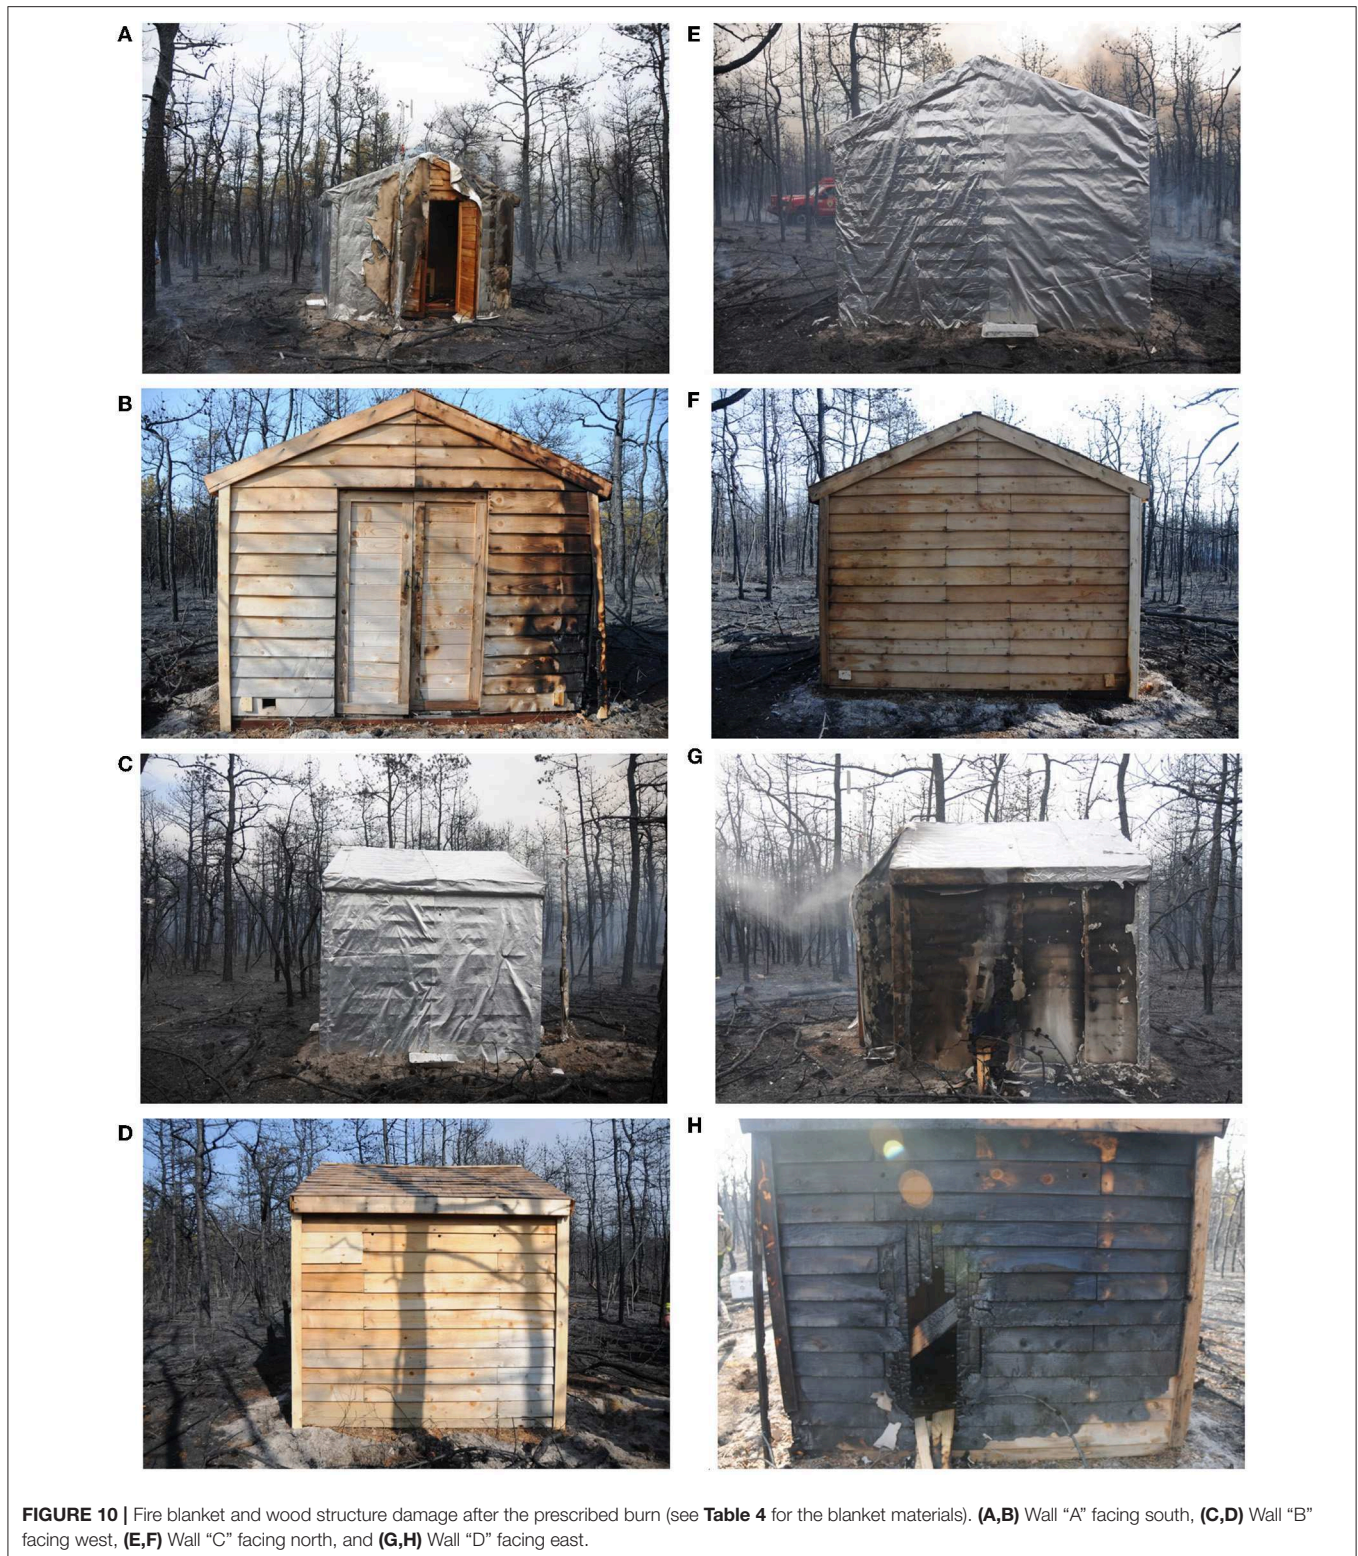 A
E
B
F
C
G
D
H
FIGURE 10 | Fire blanket and wood structure damage after the prescribed burn (see Table 4 for the blanket materials). (A,B) Wall “A” facing south, (C,D) Wall “B”
facing west, (E,F) Wall “C” facing north, and (G,H) Wall “D” facing east.